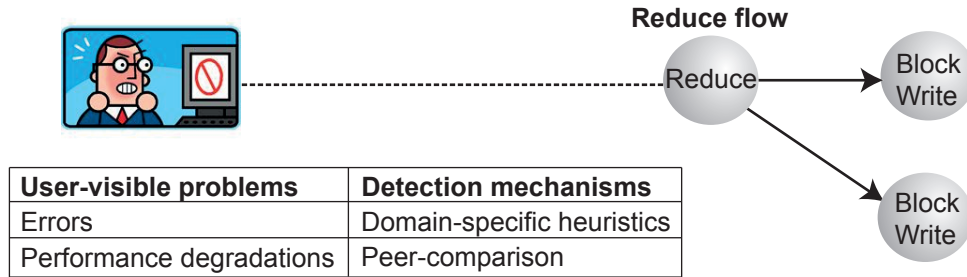 Reduce flow
Reduce
Block
Write
Block
Write
User-visible problems Detection mechanisms
Errors Domain-specific heuristics
Performance degradations Peer-comparison